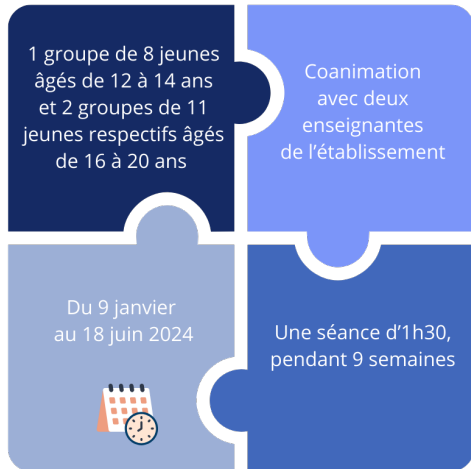 1 groupe de 8 jeunes
âgés de 12 à 14 ans
et 2 groupes de 11
jeunes respectifs âgés
de 16 à 20 ans
Coanimation
avec deux
enseignantes
de l'établissement
Du 9 janvier
au 18 juin 2024
Une séance d'1h30,
pendant 9 semaines